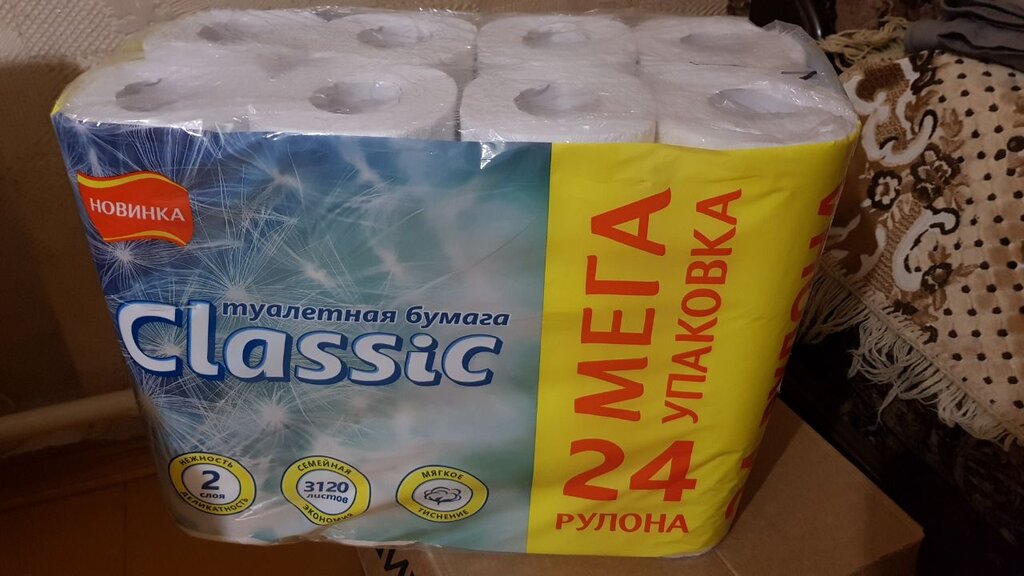 НОВИНКА
туалетная бумага
Classic
НЕЖНОСТЬ
2
слоя
ДЕЛИКАТНОСТЬ
СЕМЕЙНАЯ
3120
листов
ЭКОНОМИЯ
МЯГКОЕ
ТИСНЕНИЕ
МЕГА
УПАКОВКА
24
РУЛОНА